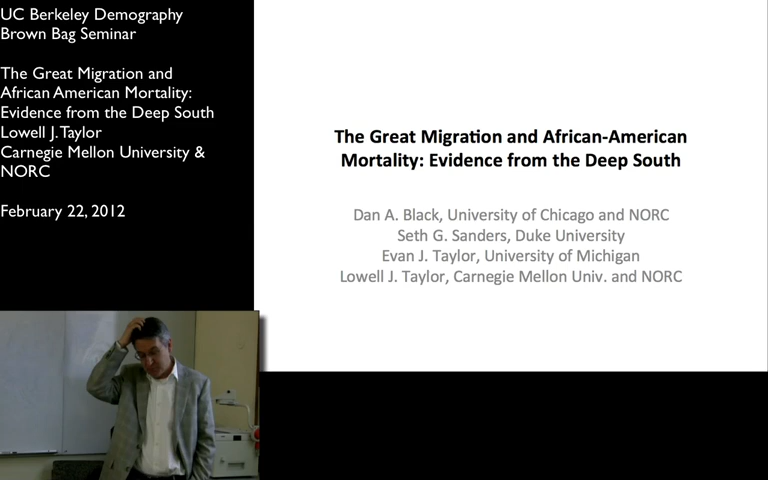 UC Berkeley Demography
Brown Bag Seminar
The Great Migration and
African American Mortality:
Evidence from the Deep South
Lowell J. Taylor
Carnegie Mellon University &
NORC
February 22, 2012
The Great Migration and African-American
Mortality: Evidence from the Deep South
Dan A. Black, University of Chicago and NORC
Seth G. Sanders, Duke University
Evan J. Taylor, University of Michigan
Lowell J. Taylor, Carnegie Mellon Univ. and NORC